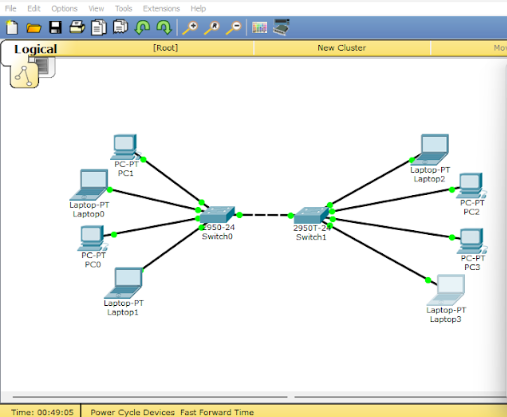 File Edit Options View Tools Extensions Help
Logical [Root] New Cluster Mov
PC-PT
PC1
Laptop-PT
Laptop0
PC-PT
PC0
Laptop-PT
Laptop1
2950-24
Switch0
2950T-24
Switch1
Laptop-PT
Laptop2
PC-PT
PC2
PC-PT
PC3
Laptop-PT
Laptop3
Time: 00:49:05 Power Cycle Devices Fast Forward Time